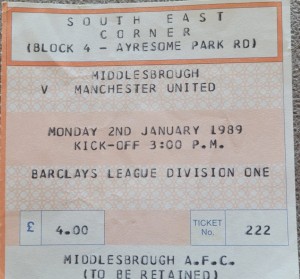 SOUTH EAST
CORNER
(BLOCK 4 - AYRESOME PARK RD)
MIDDLESBROUGH
V MANCHESTER UNITED
MONDAY 2ND JANUARY 1989
KICK-OFF 3:00 P.M.
BARCLAYS LEAGUE DIVISION ONE
£ 4.00 TICKET No. 222
MIDDLESBROUGH A.F.C.
(TO BE RETAINED)